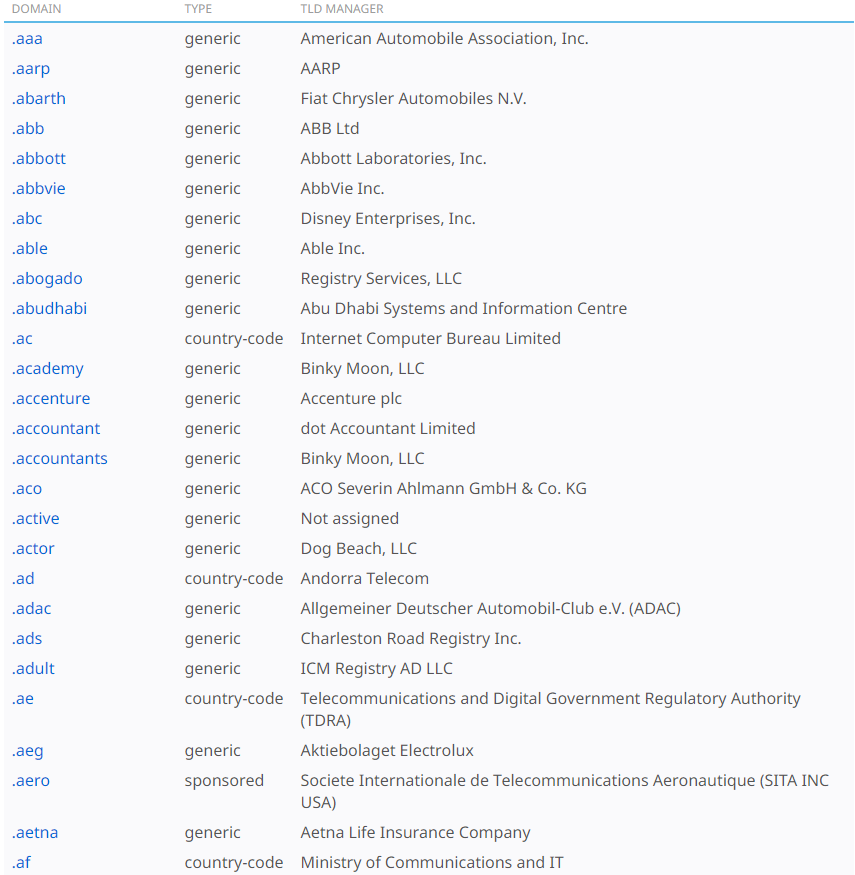 DOMAIN TYPE TLD MANAGER
.aaa generic American Automobile Association, Inc.
.aarp generic AARP
.abarth generic Fiat Chrysler Automobiles N.V.
.abb generic ABB Ltd
.abbott generic Abbott Laboratories, Inc.
.abbvie generic AbbVie Inc.
.abc generic Disney Enterprises, Inc.
.able generic Able Inc.
.abogado generic Registry Services, LLC
.abudhabi generic Abu Dhabi Systems and Information Centre
.ac country-code Internet Computer Bureau Limited
.academy generic Binky Moon, LLC
.accenture generic Accenture plc
.accountant generic dot Accountant Limited
.accountants generic Binky Moon, LLC
.aco generic ACO Severin Ahlmann GmbH & Co. KG
.active generic Not assigned
.actor generic Dog Beach, LLC
.ad country-code Andorra Telecom
.adac generic Allgemeiner Deutscher Automobil-Club e.V. (ADAC)
.ads generic Charleston Road Registry Inc.
.adult generic ICM Registry AD LLC
.ae country-code Telecommunications and Digital Government Regulatory Authority
(TDRA)
.aeg generic Aktiebolaget Electrolux
.aero sponsored Societe Internationale de Telecommunications Aeronautique (SITA INC
USA)
.aetna generic Aetna Life Insurance Company
.af country-code Ministry of Communications and IT